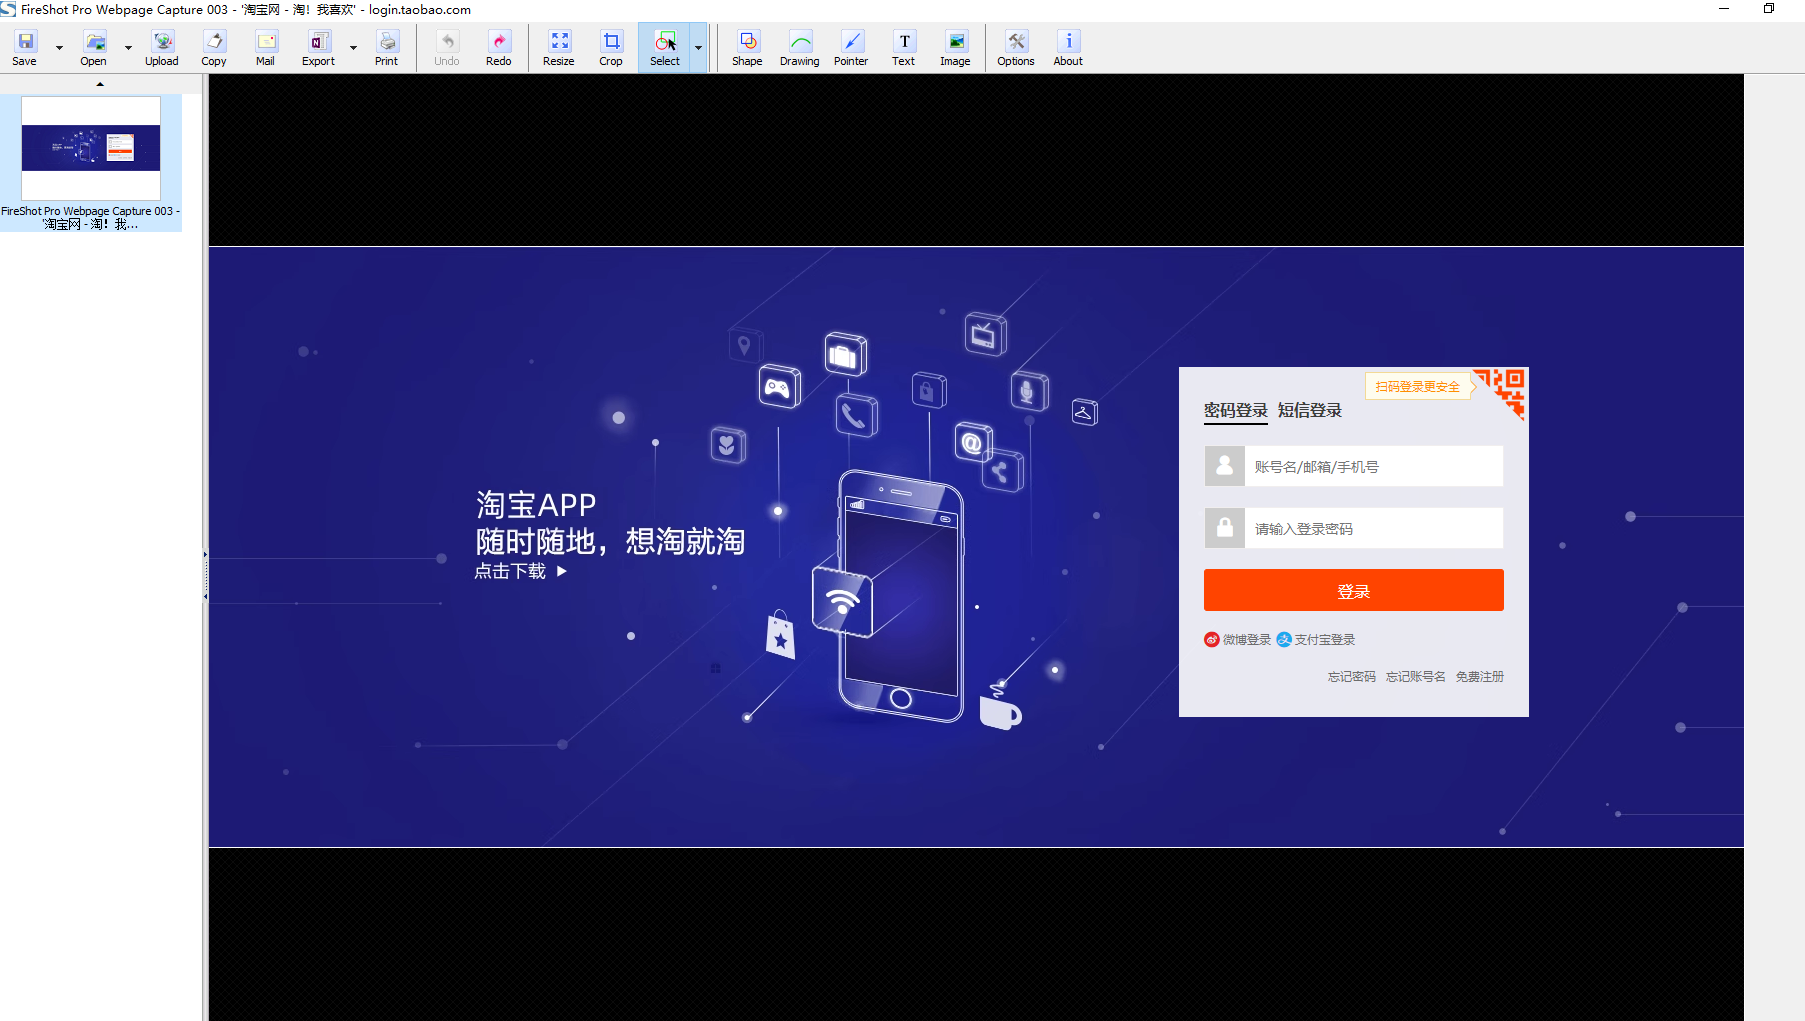 FireShot Pro Webpage Capture 003 - '淘宝网 - 淘！我喜欢' - login.taobao.com
Save Open Upload Copy Mail Export Print Undo Redo Resize Crop Select Shape Drawing Pointer Text Image Options About
FireShot Pro Webpage Capture 003 -
'淘宝网 - 淘！我...
淘宝APP
随时随地，想淘就淘
点击下载
扫码登录更安全
密码登录 短信登录
账号名/邮箱/手机号
请输入登录密码
登录
微博登录 支付宝登录
忘记密码 忘记账号名 免费注册